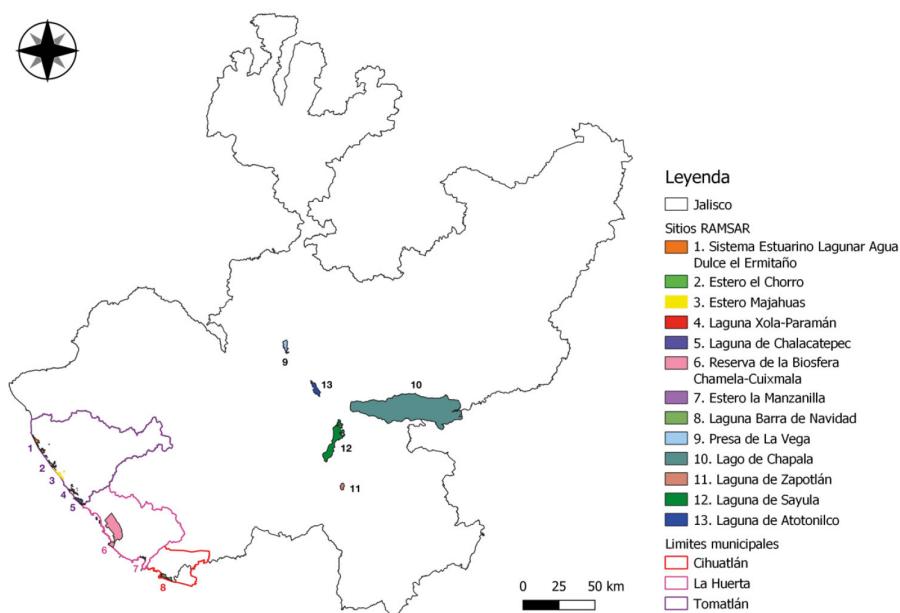 Leyenda
Jalisco
Sitios RAMSAR
1. Sistema Estuarino Lagunar Agua
Dulce el Ermitaño
2. Estero el Chorro
3. Estero Majahuas
4. Laguna Xola-Paramán
5. Laguna de Chalacatepec
6. Reserva de la Biosfera
Chamela-Cuixmala
7. Estero la Manzanilla
8. Laguna Barra de Navidad
9. Presa de La Vega
10. Lago de Chapala
11. Laguna de Zapotlán
12. Laguna de Sayula
13. Laguna de Atotonilco
Limites municipales
Cihuatlán
La Huerta
Tomatlán
9
13
10
12
11
1
2
3
4
5
6
7
8
0 25 50 km